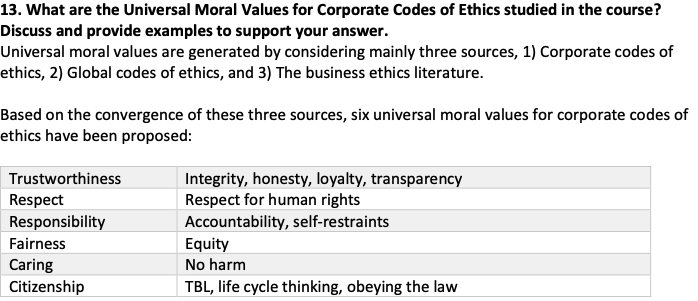 13. What are the Universal Moral Values for Corporate Codes of Ethics studied in the course?
Discuss and provide examples to support your answer.
Universal moral values are generated by considering mainly three sources, 1) Corporate codes of
ethics, 2) Global codes of ethics, and 3) The business ethics literature.
Based on the convergence of these three sources, six universal moral values for corporate codes of
ethics have been proposed:
Trustworthiness Integrity, honesty, loyalty, transparency
Respect Respect for human rights
Responsibility Accountability, self-restraints
Fairness Equity
Caring No harm
Citizenship TBL, life cycle thinking, obeying the law